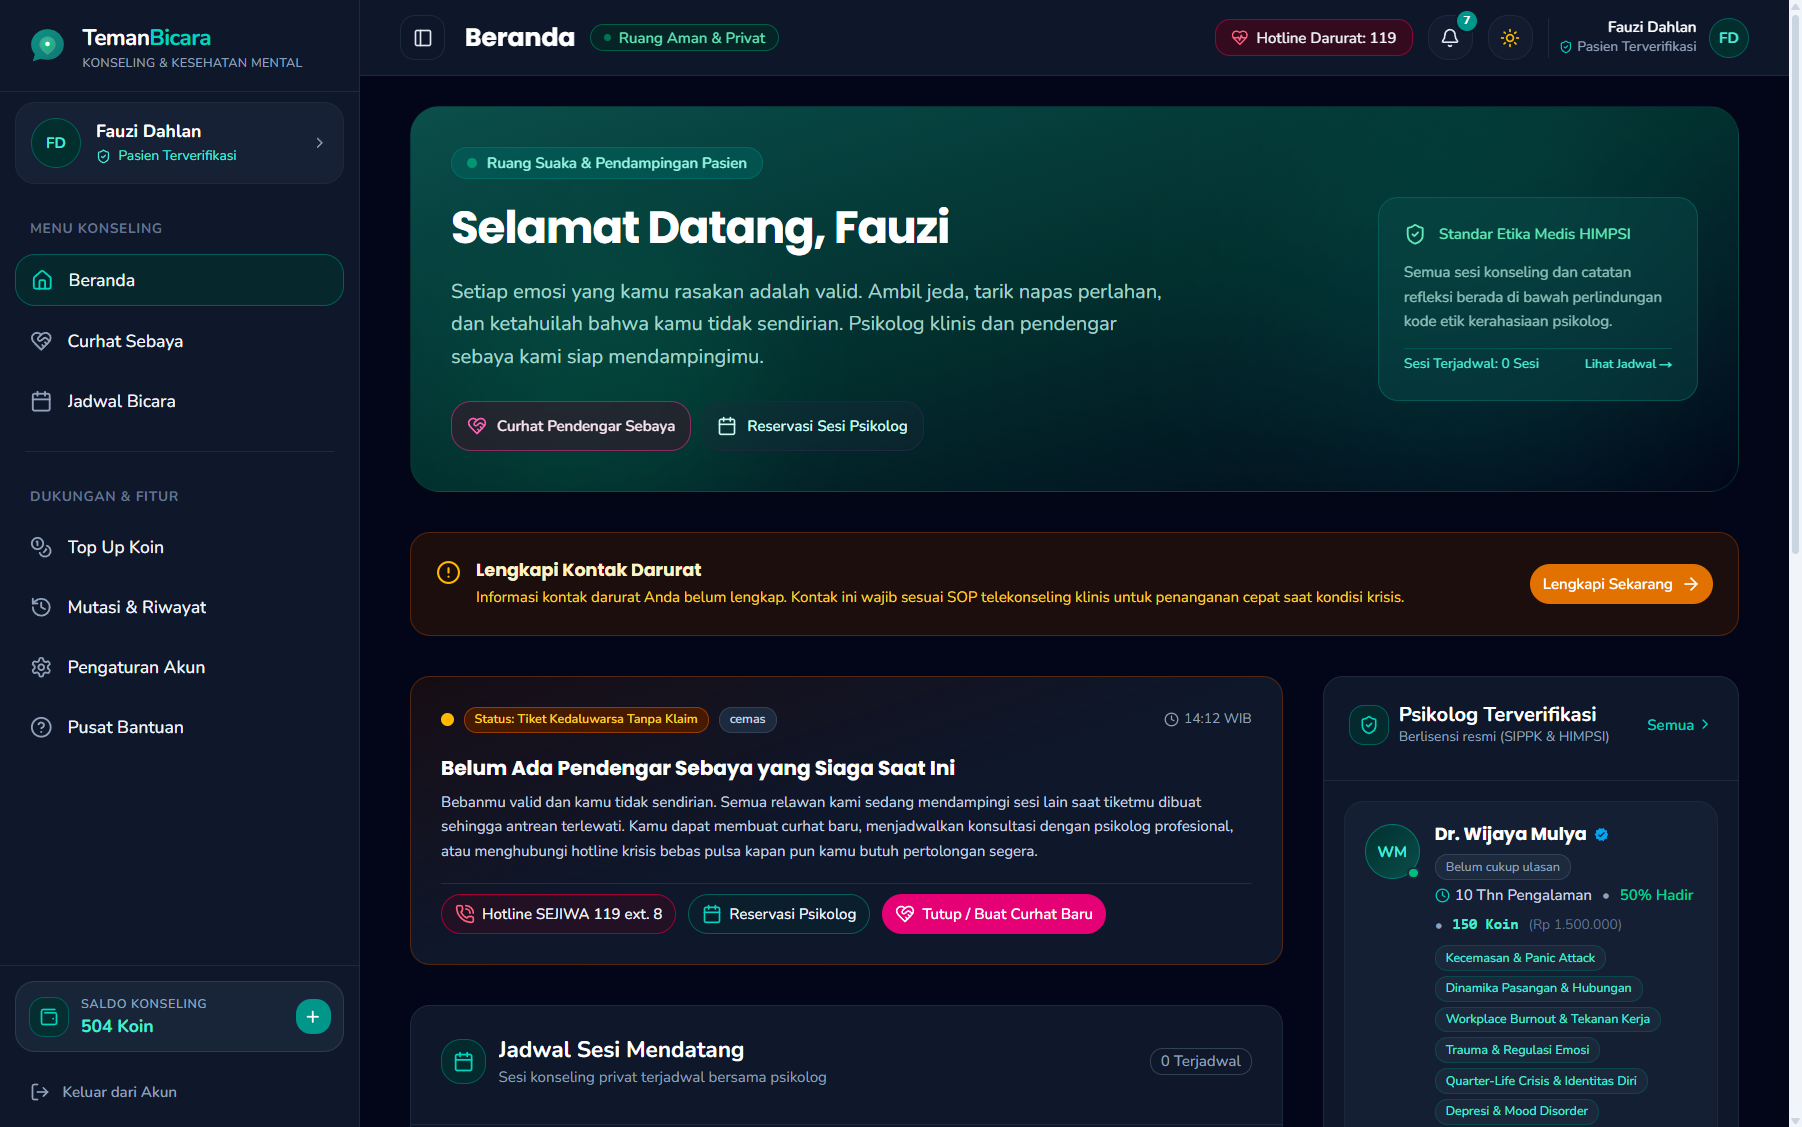 TemanBicara
KONSELING & KESEHATAN MENTAL
FD
Fauzi Dahlan
Pasien Terverifikasi
MENU KONSELING
Beranda
Curhat Sebaya
Jadwal Bicara
DUKUNGAN & FITUR
Top Up Koin
Mutasi & Riwayat
Pengaturan Akun
Pusat Bantuan
SALDO KONSELING
504 Koin
Keluar dari Akun
Beranda
Ruang Aman & Privat
Hotline Darurat: 119
7
Fauzi Dahlan
Pasien Terverifikasi
FD
Ruang Suaka & Pendampingan Pasien
Selamat Datang, Fauzi
Setiap emosi yang kamu rasakan adalah valid. Ambil jeda, tarik napas perlahan,
dan ketahuilah bahwa kamu tidak sendirian. Psikolog klinis dan pendengar
sebaya kami siap mendampingimu.
Curhat Pendengar Sebaya
Reservasi Sesi Psikolog
Standar Etika Medis HIMPSI
Semua sesi konseling dan catatan
refleksi berada di bawah perlindungan
kode etik kerahasiaan psikolog.
Sesi Terjadwal: 0 Sesi
Lihat Jadwal →
Lengkapi Kontak Darurat
Informasi kontak darurat Anda belum lengkap. Kontak ini wajib sesuai SOP telekonseling klinis untuk penanganan cepat saat kondisi krisis.
Lengkapi Sekarang →
Status: Tiket Kedaluwarsa Tanpa Klaim
cemas
14:12 WIB
Belum Ada Pendengar Sebaya yang Siaga Saat Ini
Bebanmu valid dan kamu tidak sendirian. Semua relawan kami sedang mendampingi sesi lain saat tiketmu dibuat
sehingga antrean terlewati. Kamu dapat membuat curhat baru, menjadwalkan konsultasi dengan psikolog profesional,
atau menghubungi hotline krisis bebas pulsa kapan pun kamu butuh pertolongan segera.
Hotline SEJIWA 119 ext. 8
Reservasi Psikolog
Tutup / Buat Curhat Baru
Jadwal Sesi Mendatang
Sesi konseling privat terjadwal bersama psikolog
0 Terjadwal
Psikolog Terverifikasi
Berlisensi resmi (SIPPK & HIMPSI)
Semua
WM
Dr. Wijaya Mulya
Belum cukup ulasan
10 Thn Pengalaman • 50% Hadir
• 150 Koin (Rp 1.500.000)
Kecemasan & Panic Attack
Dinamika Pasangan & Hubungan
Workplace Burnout & Tekanan Kerja
Trauma & Regulasi Emosi
Quarter-Life Crisis & Identitas Diri
Depresi & Mood Disorder